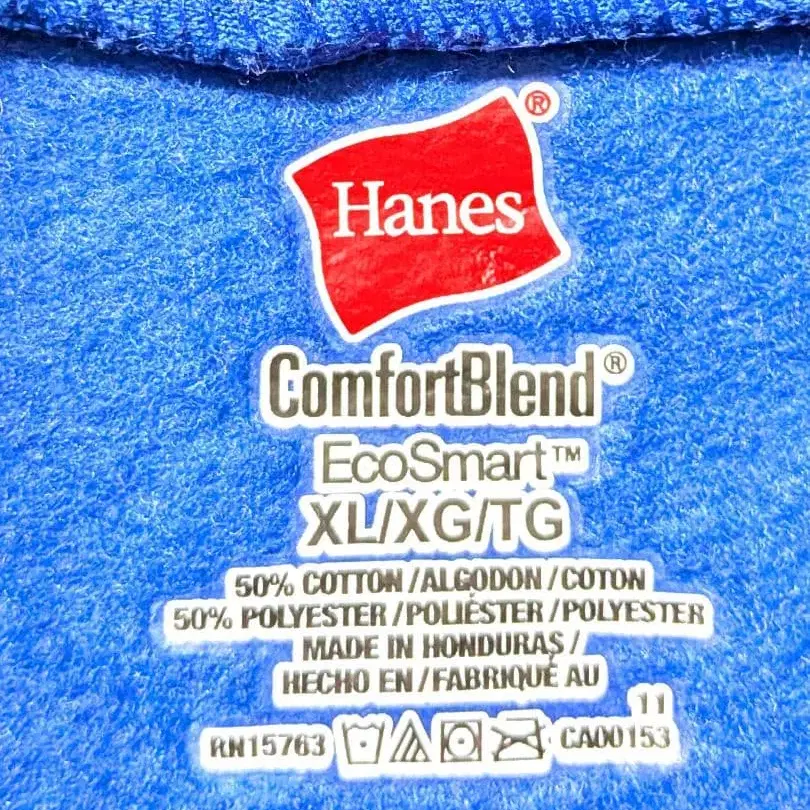 Hanes®
ComfortBlend®
EcoSmart™
XL/XG/TG
50% COTTON/ALGODON/COTON
50% POLYESTER/POLIÉSTER/POLYESTER
MADE IN HONDURAS/
HECHO EN/FABRIQUÉ AU
11
RN15763 CA00153